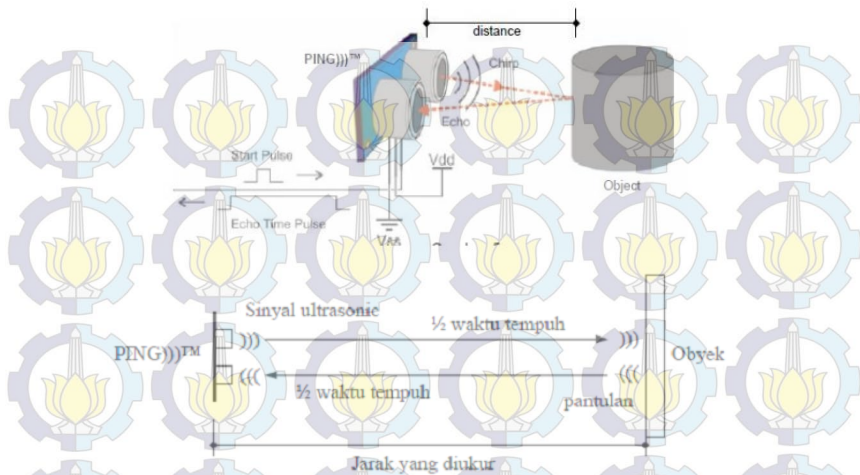 distance
PING)))™
Chirp
Echo
Start Pulse
Vdd
Object
Echo Time Pulse
Vss
Sinyal ultrasonic
½ waktu tempuh
PING)))™
)))
)))
Obyek
(((
(((
½ waktu tempuh
pantulan
Jarak yang diukur